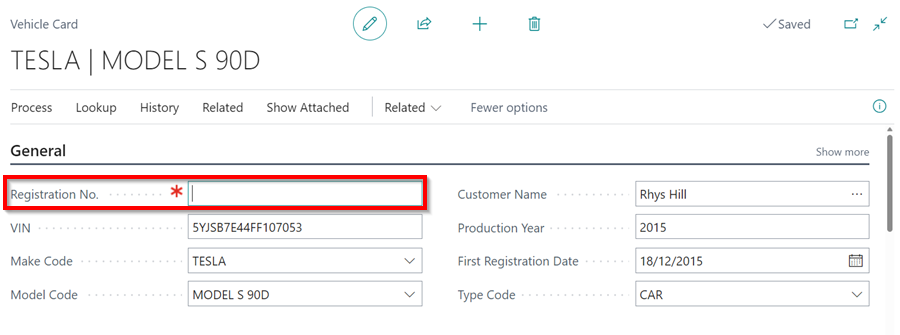 Vehicle Card
Saved
TESLA | MODEL S 90D
Process Lookup History Related Show Attached Related Fewer options
General
Show more
Registration No. *
Customer Name Rhys Hill ...
VIN 5YJSB7E44FF107053
Production Year 2015
Make Code TESLA
First Registration Date 18/12/2015
Model Code MODEL S 90D
Type Code CAR